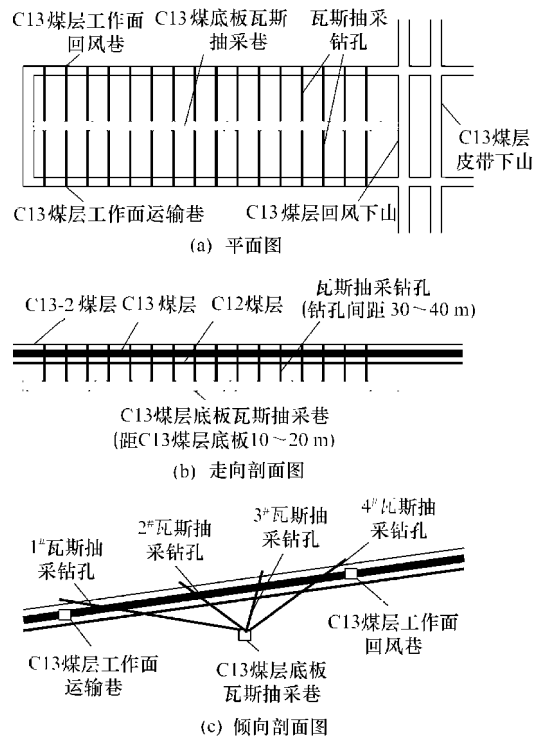 C13煤层工作面
回风巷
C13煤底板瓦斯
抽采巷
瓦斯抽采
钻孔
C13煤层
皮带下山
C13煤层工作面运输巷
C13煤层回风下山
(a) 平面图
瓦斯抽采钻孔
(钻孔间距 30~40 m)
C13-2 煤层
C13 煤层
C12煤层
C13煤层底板瓦斯抽采巷
(距C13煤层底板10~20 m)
(b) 走向剖面图
1#瓦斯抽
采钻孔
2#瓦斯抽
采钻孔
3#瓦斯抽
采钻孔
4#瓦斯抽
采钻孔
C13煤层工作面
运输巷
C13煤层底板
瓦斯抽采巷
C13煤层工作面
回风巷
(c) 倾向剖面图